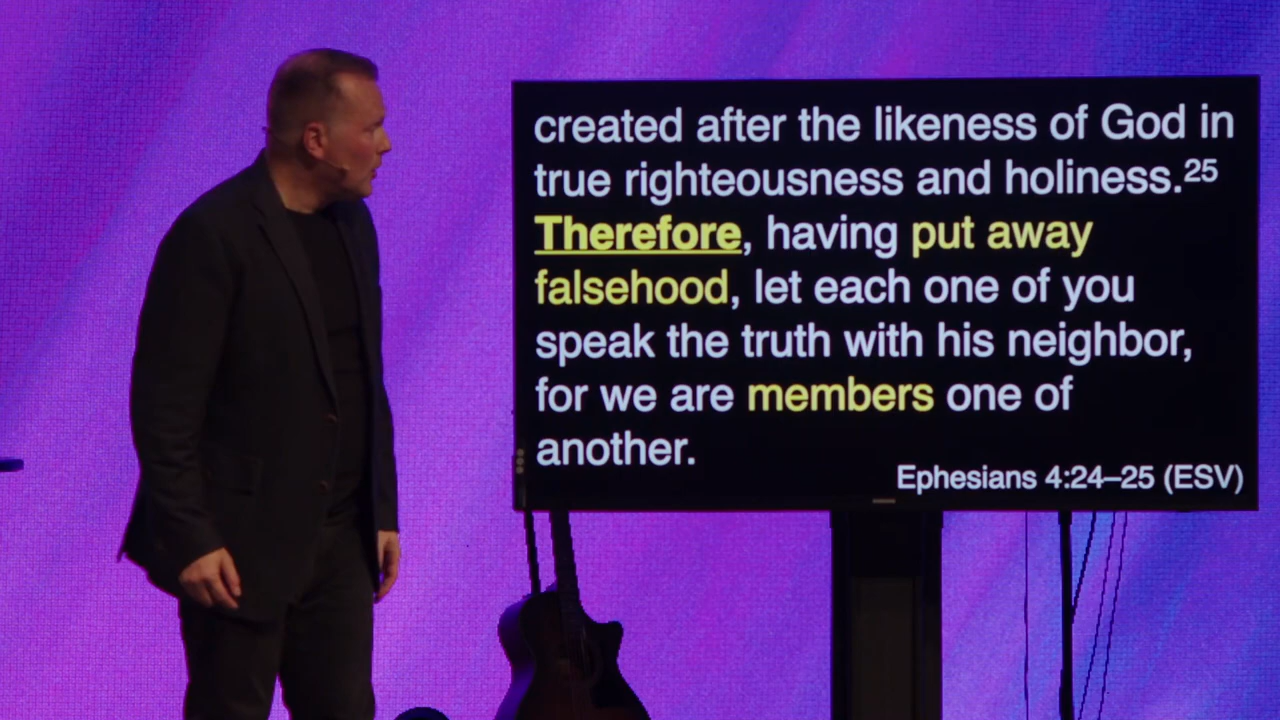 created after the likeness of God in
true righteousness and holiness.²⁵
Therefore, having put away
falsehood, let each one of you
speak the truth with his neighbor,
for we are members one of
another.
Ephesians 4:24–25 (ESV)